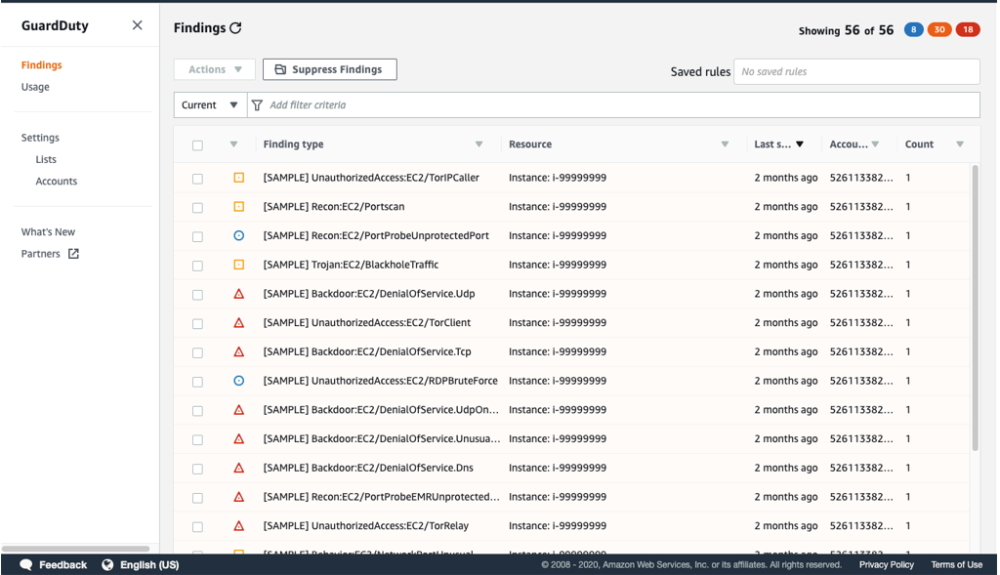 GuardDuty
Findings
Usage
Settings
Lists
Accounts
What's New
Partners
Findings
Showing 56 of 56 8 30 18
Actions Suppress Findings Saved rules No saved rules
Current Add filter criteria
Finding type Resource Last s... Accou... Count
[SAMPLE] UnauthorizedAccess:EC2/TorIPCaller Instance: i-99999999 2 months ago 526113382... 1
[SAMPLE] Recon:EC2/Portscan Instance: i-99999999 2 months ago 526113382... 1
[SAMPLE] Recon:EC2/PortProbeUnprotectedPort Instance: i-99999999 2 months ago 526113382... 1
[SAMPLE] Trojan:EC2/BlackholeTraffic Instance: i-99999999 2 months ago 526113382... 1
[SAMPLE] Backdoor:EC2/DenialOfService.Udp Instance: i-99999999 2 months ago 526113382... 1
[SAMPLE] UnauthorizedAccess:EC2/TorClient Instance: i-99999999 2 months ago 526113382... 1
[SAMPLE] Backdoor:EC2/DenialOfService.Tcp Instance: i-99999999 2 months ago 526113382... 1
[SAMPLE] UnauthorizedAccess:EC2/RDPBruteForce Instance: i-99999999 2 months ago 526113382... 1
[SAMPLE] Backdoor:EC2/DenialOfService.UdpOn... Instance: i-99999999 2 months ago 526113382... 1
[SAMPLE] Backdoor:EC2/DenialOfService.Unusua... Instance: i-99999999 2 months ago 526113382... 1
[SAMPLE] Backdoor:EC2/DenialOfService.Dns Instance: i-99999999 2 months ago 526113382... 1
[SAMPLE] Recon:EC2/PortProbeEMRUnprotected... Instance: i-99999999 2 months ago 526113382... 1
[SAMPLE] UnauthorizedAccess:EC2/TorRelay Instance: i-99999999 2 months ago 526113382... 1
[SAMPLE] Behavior:EC2/NetworkPortUnusual Instance: i-99999999 2 months ago 526113382... 1
Feedback English (US) © 2008 - 2020, Amazon Web Services, Inc. or its affiliates. All rights reserved. Privacy Policy Terms of Use